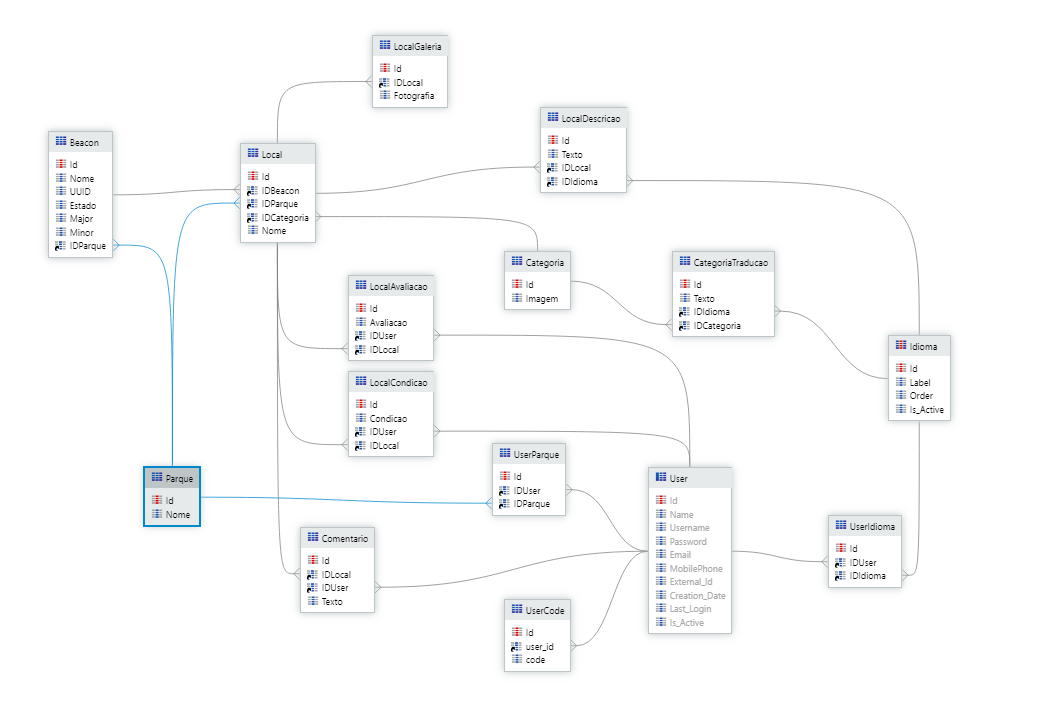 LocalGaleria
Id
IDLocal
Fotografia
LocalDescricao
Id
Texto
IDLocal
IDIdioma
Beacon
Id
Nome
UUID
Estado
Major
Minor
IDParque
Local
Id
IDBeacon
IDParque
IDCategoria
Nome
Categoria
Id
Imagem
CategoriaTraducao
Id
Texto
IDIdioma
IDCategoria
LocalAvaliacao
Id
Avaliacao
IDUser
IDLocal
Idioma
Id
Label
Order
Is_Active
LocalCondicao
Id
Condicao
IDUser
IDLocal
UserParque
Id
IDUser
IDParque
Parque
Id
Nome
User
Id
Name
Username
Password
Email
MobilePhone
External_Id
Creation_Date
Last_Login
Is_Active
UserIdioma
Id
IDUser
IDIdioma
Comentario
Id
IDLocal
IDUser
Texto
UserCode
Id
user_id
code